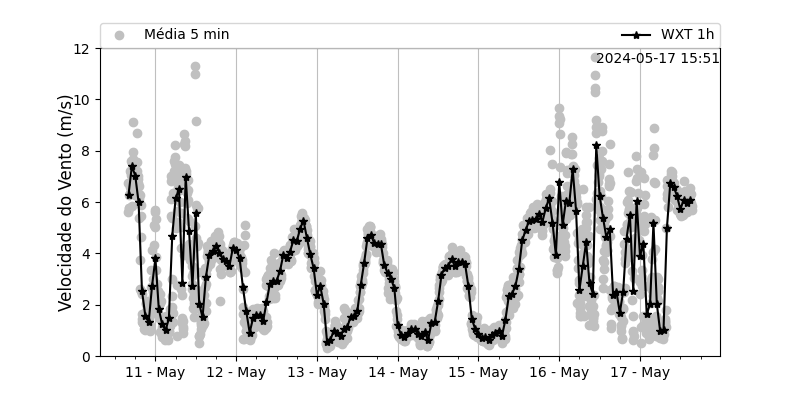 Média 5 min
WXT 1h
2024-05-17 15:51
Velocidade do Vento (m/s)
12
10
8
6
4
2
0
11 - May
12 - May
13 - May
14 - May
15 - May
16 - May
17 - May